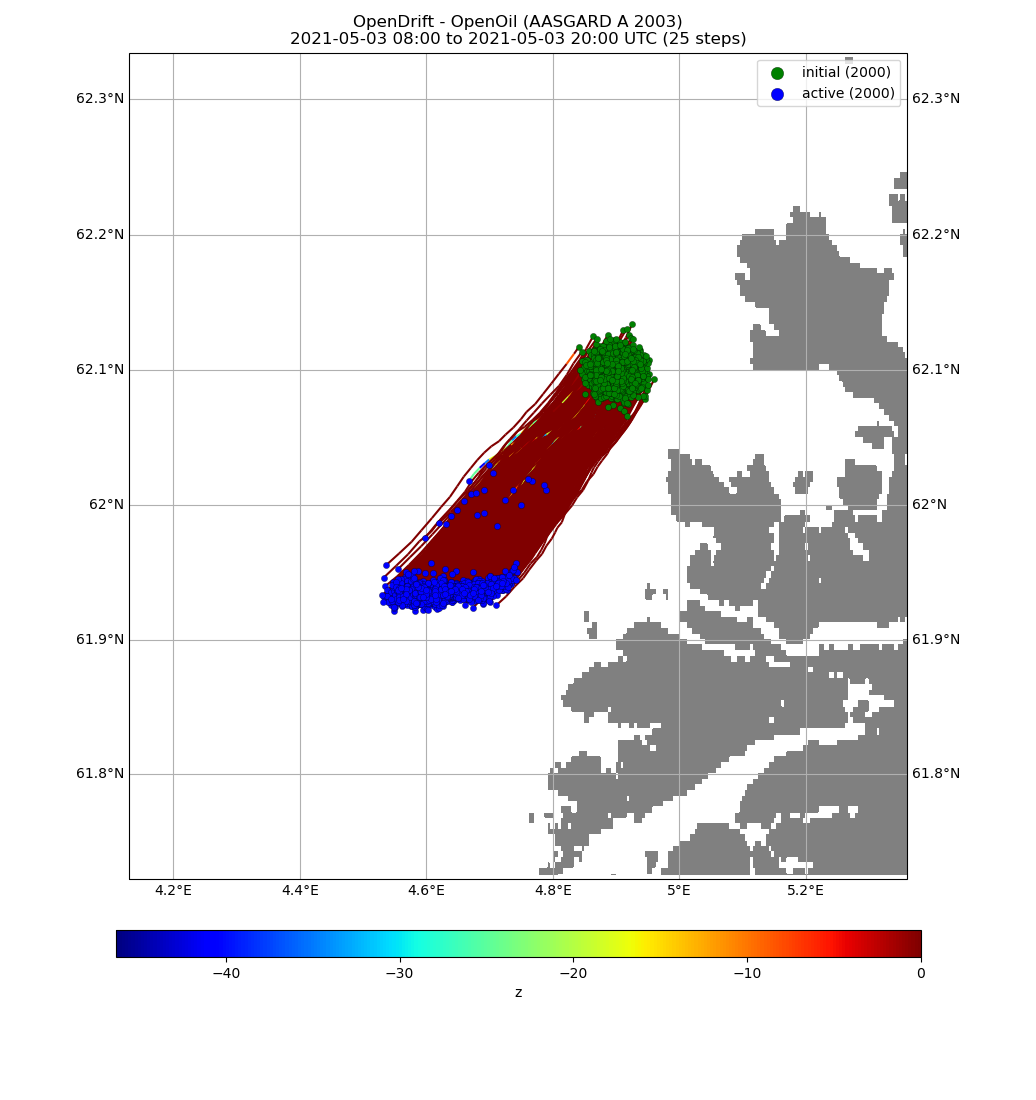 OpenDrift - OpenOil (AASGARD A 2003)
2021-05-03 08:00 to 2021-05-03 20:00 UTC (25 steps)
initial (2000)
active (2000)
62.3°N 62.3°N
62.2°N 62.2°N
62.1°N 62.1°N
62°N 62°N
61.9°N 61.9°N
61.8°N 61.8°N
4.2°E 4.4°E 4.6°E 4.8°E 5°E 5.2°E
−40 −30 −20 −10 0
z